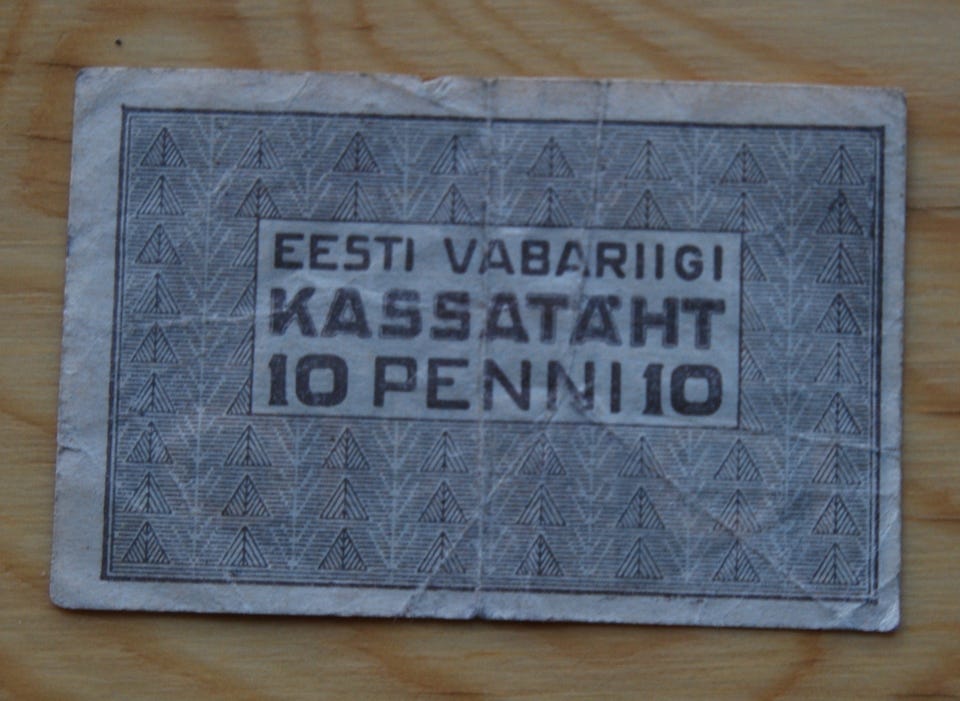 EESTI VABARIIGI
KASSATÄHT
10 PENNI 10